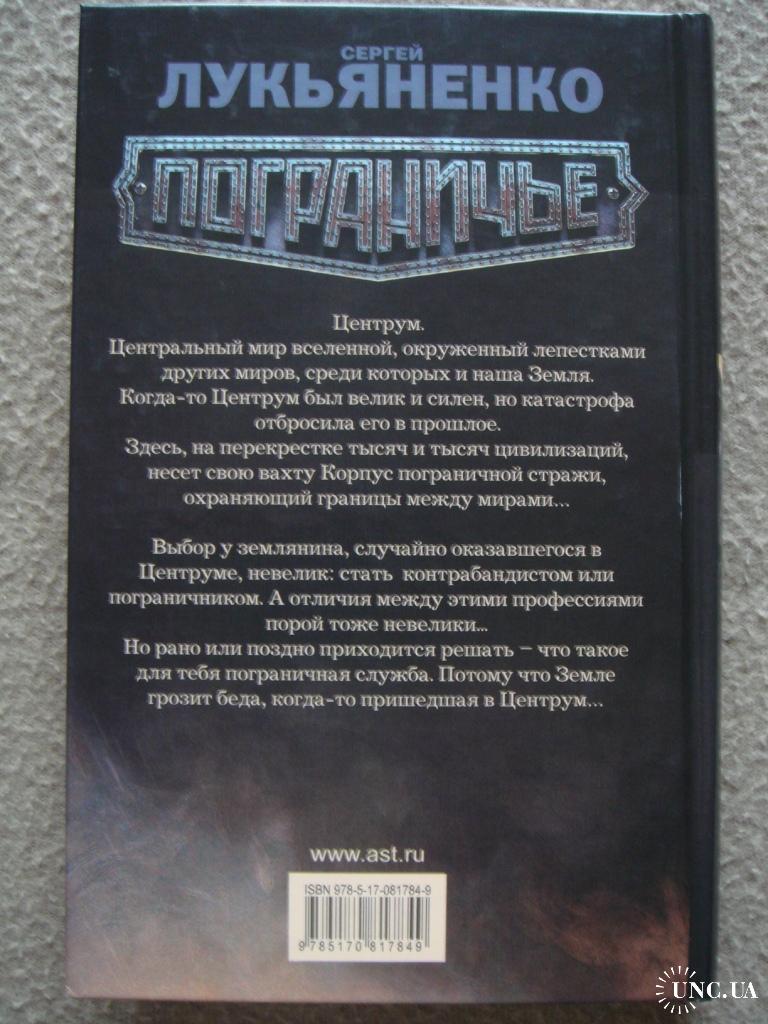 СЕРГЕЙ
ЛУКЬЯНЕНКО
ПОГРАНИЧЬЕ
Центрум.
Центральный мир вселенной, окруженный лепестками
других миров, среди которых и наша Земля.
Когда-то Центрум был велик и силен, но катастрофа
отбросила его в прошлое.
Здесь, на перекрестке тысяч и тысяч цивилизаций,
несет свою вахту Корпус пограничной стражи,
охраняющий границы между мирами...
Выбор у землянина, случайно оказавшегося в
Центруме, невелик: стать контрабандистом или
пограничником. А отличия между этими профессиями
порой тоже невелики...
Но рано или поздно приходится решать – что такое
для тебя пограничная служба. Потому что Земле
грозит беда, когда-то пришедшая в Центрум...
www.ast.ru
ISBN 978-5-17-081784-9
9 785170 817849
UNC.UA